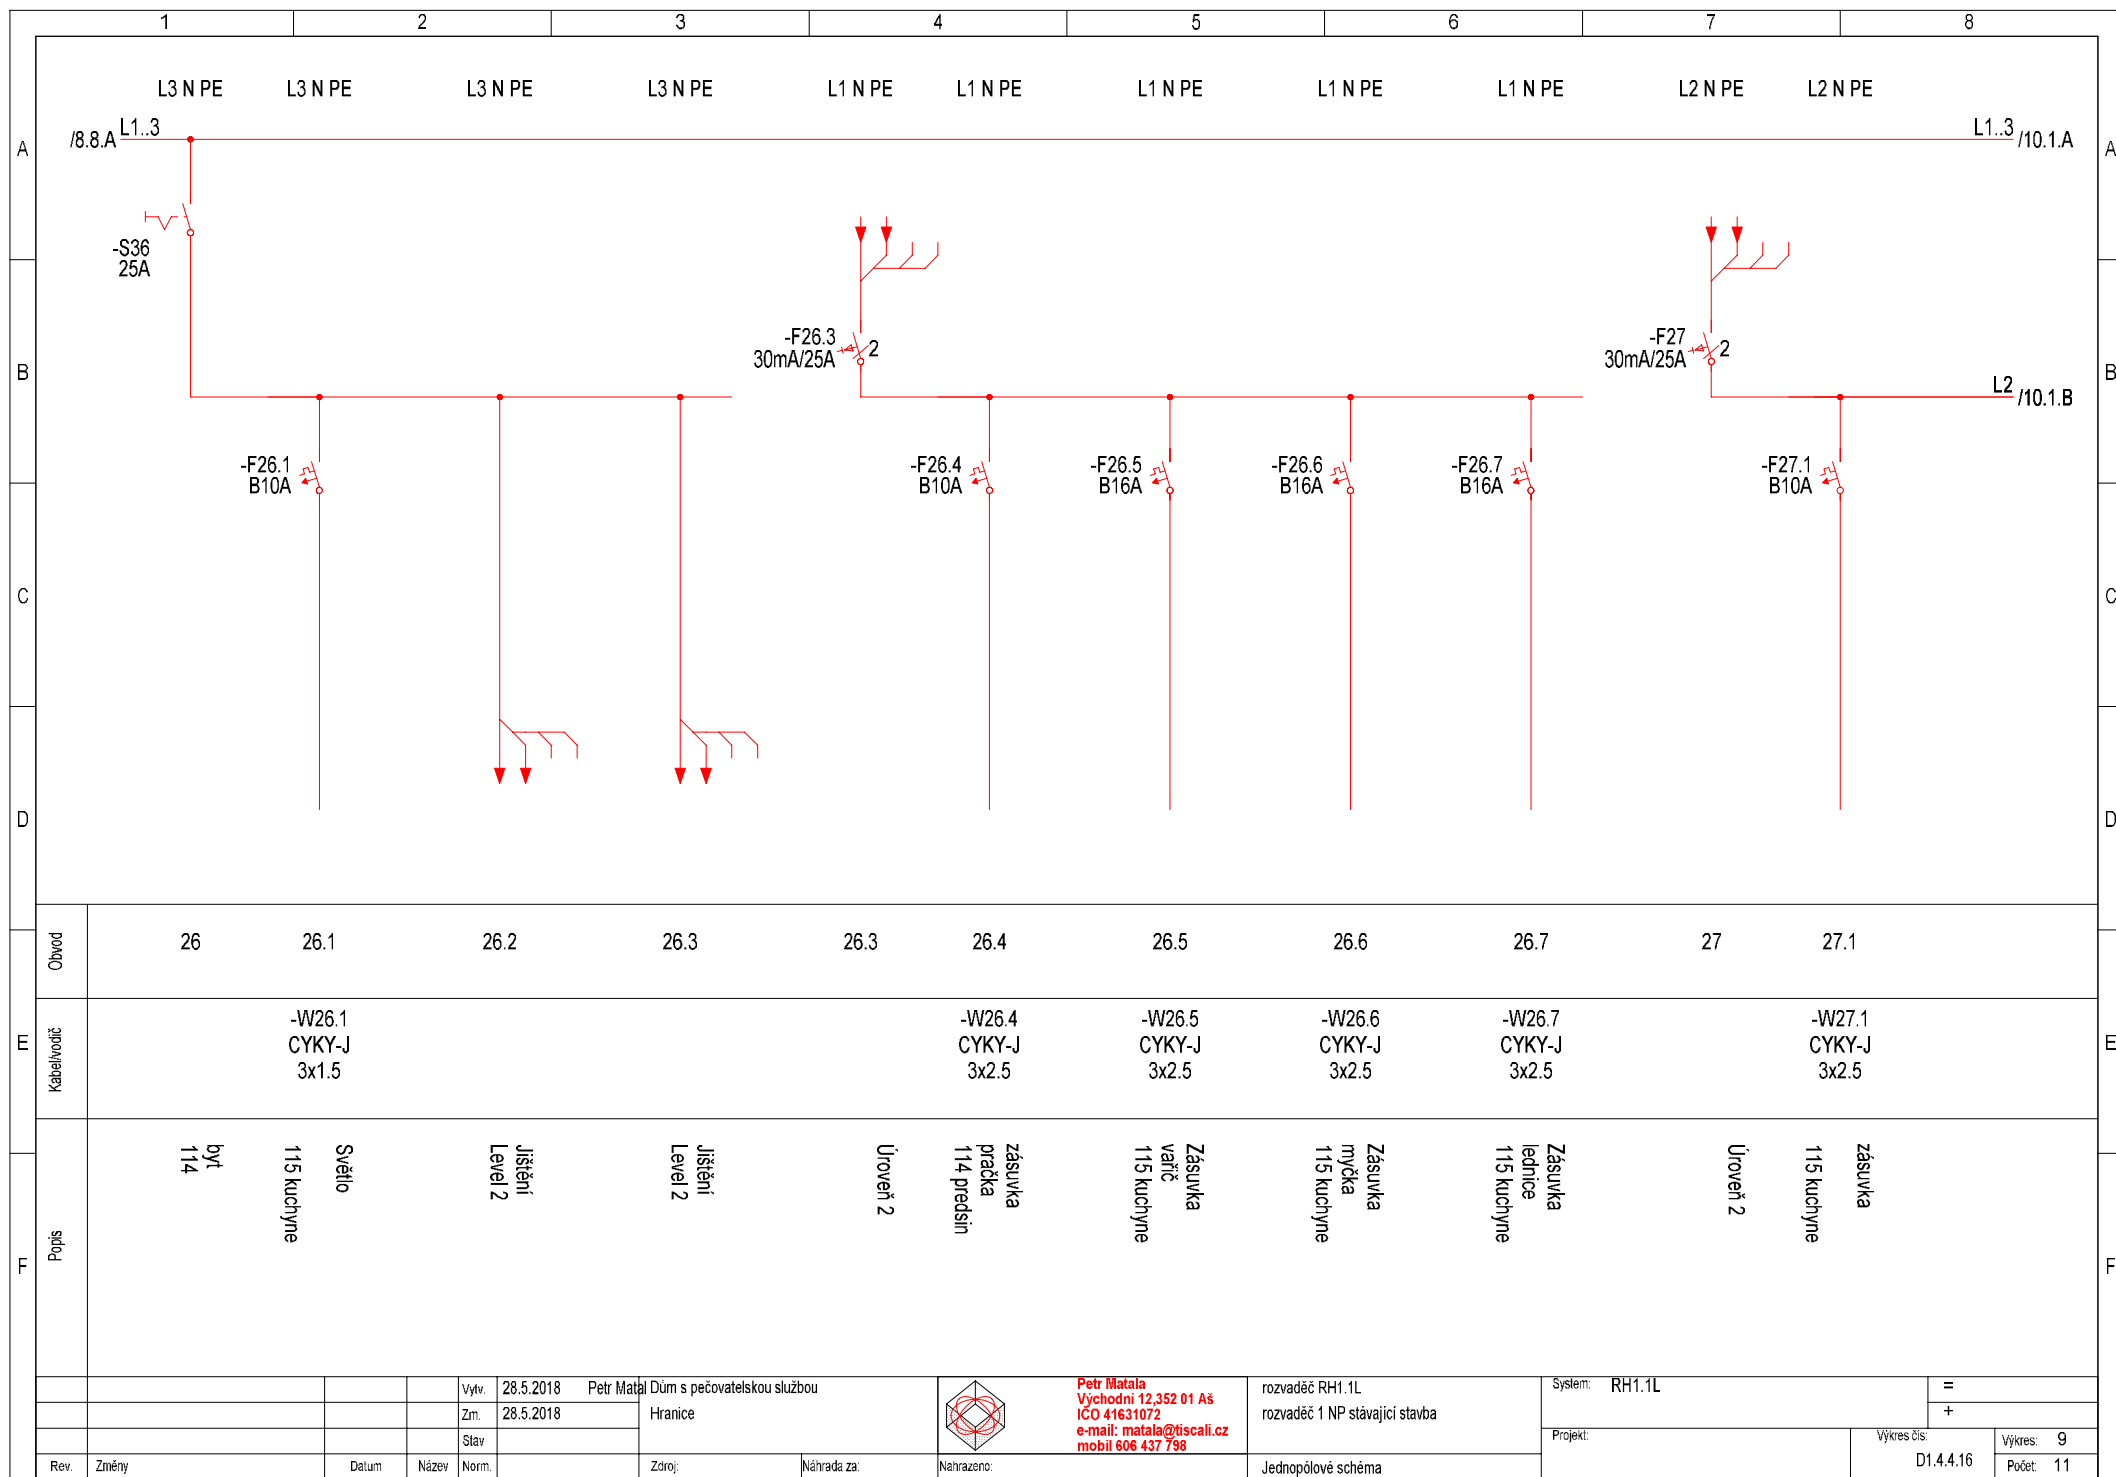 1 2 3 4 5 6 7 8
L3 N PE L3 N PE L3 N PE L3 N PE L1 N PE L1 N PE L1 N PE L1 N PE L1 N PE L2 N PE L2 N PE
/8.8.A L1..3 L1..3 /10.1.A
A A
-S36
25A
-F26.3
30mA/25A 2
-F27
30mA/25A 2
B B
L2 /10.1.B
-F26.1
B10A
-F26.4
B10A
-F26.5
B16A
-F26.6
B16A
-F26.7
B16A
-F27.1
B10A
C C
D D
Obvod 26 26.1 26.2 26.3 26.3 26.4 26.5 26.6 26.7 27 27.1
E E
Kabel/vodič
-W26.1
CYKY-J
3x1.5
-W26.4
CYKY-J
3x2.5
-W26.5
CYKY-J
3x2.5
-W26.6
CYKY-J
3x2.5
-W26.7
CYKY-J
3x2.5
-W27.1
CYKY-J
3x2.5
Popis
byt
114
Světlo
115 kuchyne
Jištění
Level 2
Jištění
Level 2
Úroveň 2
zásuvka
pračka
114 predsin
Zásuvka
vařič
115 kuchyne
Zásuvka
myčka
115 kuchyne
Zásuvka
lednice
115 kuchyne
Úroveň 2
zásuvka
115 kuchyne
F F
Vytv. 28.5.2018 Petr Matal
Zm. 28.5.2018
Stav
Rev. Změny Datum Název Norm.
Dům s pečovatelskou službou
Hranice
Zdroj: Náhrada za: Nahrazeno:
Petr Matala
Východní 12,352 01 Aš
IČO 41631072
e-mail: matala@tiscali.cz
mobil 606 437 798
rozvaděč RH1.1L
rozvaděč 1 NP stávající stavba
Jednopólové schéma
System: RH1.1L
=
+
Projekt:
Výkres čís:
D1.4.4.16
Výkres: 9
Počet: 11